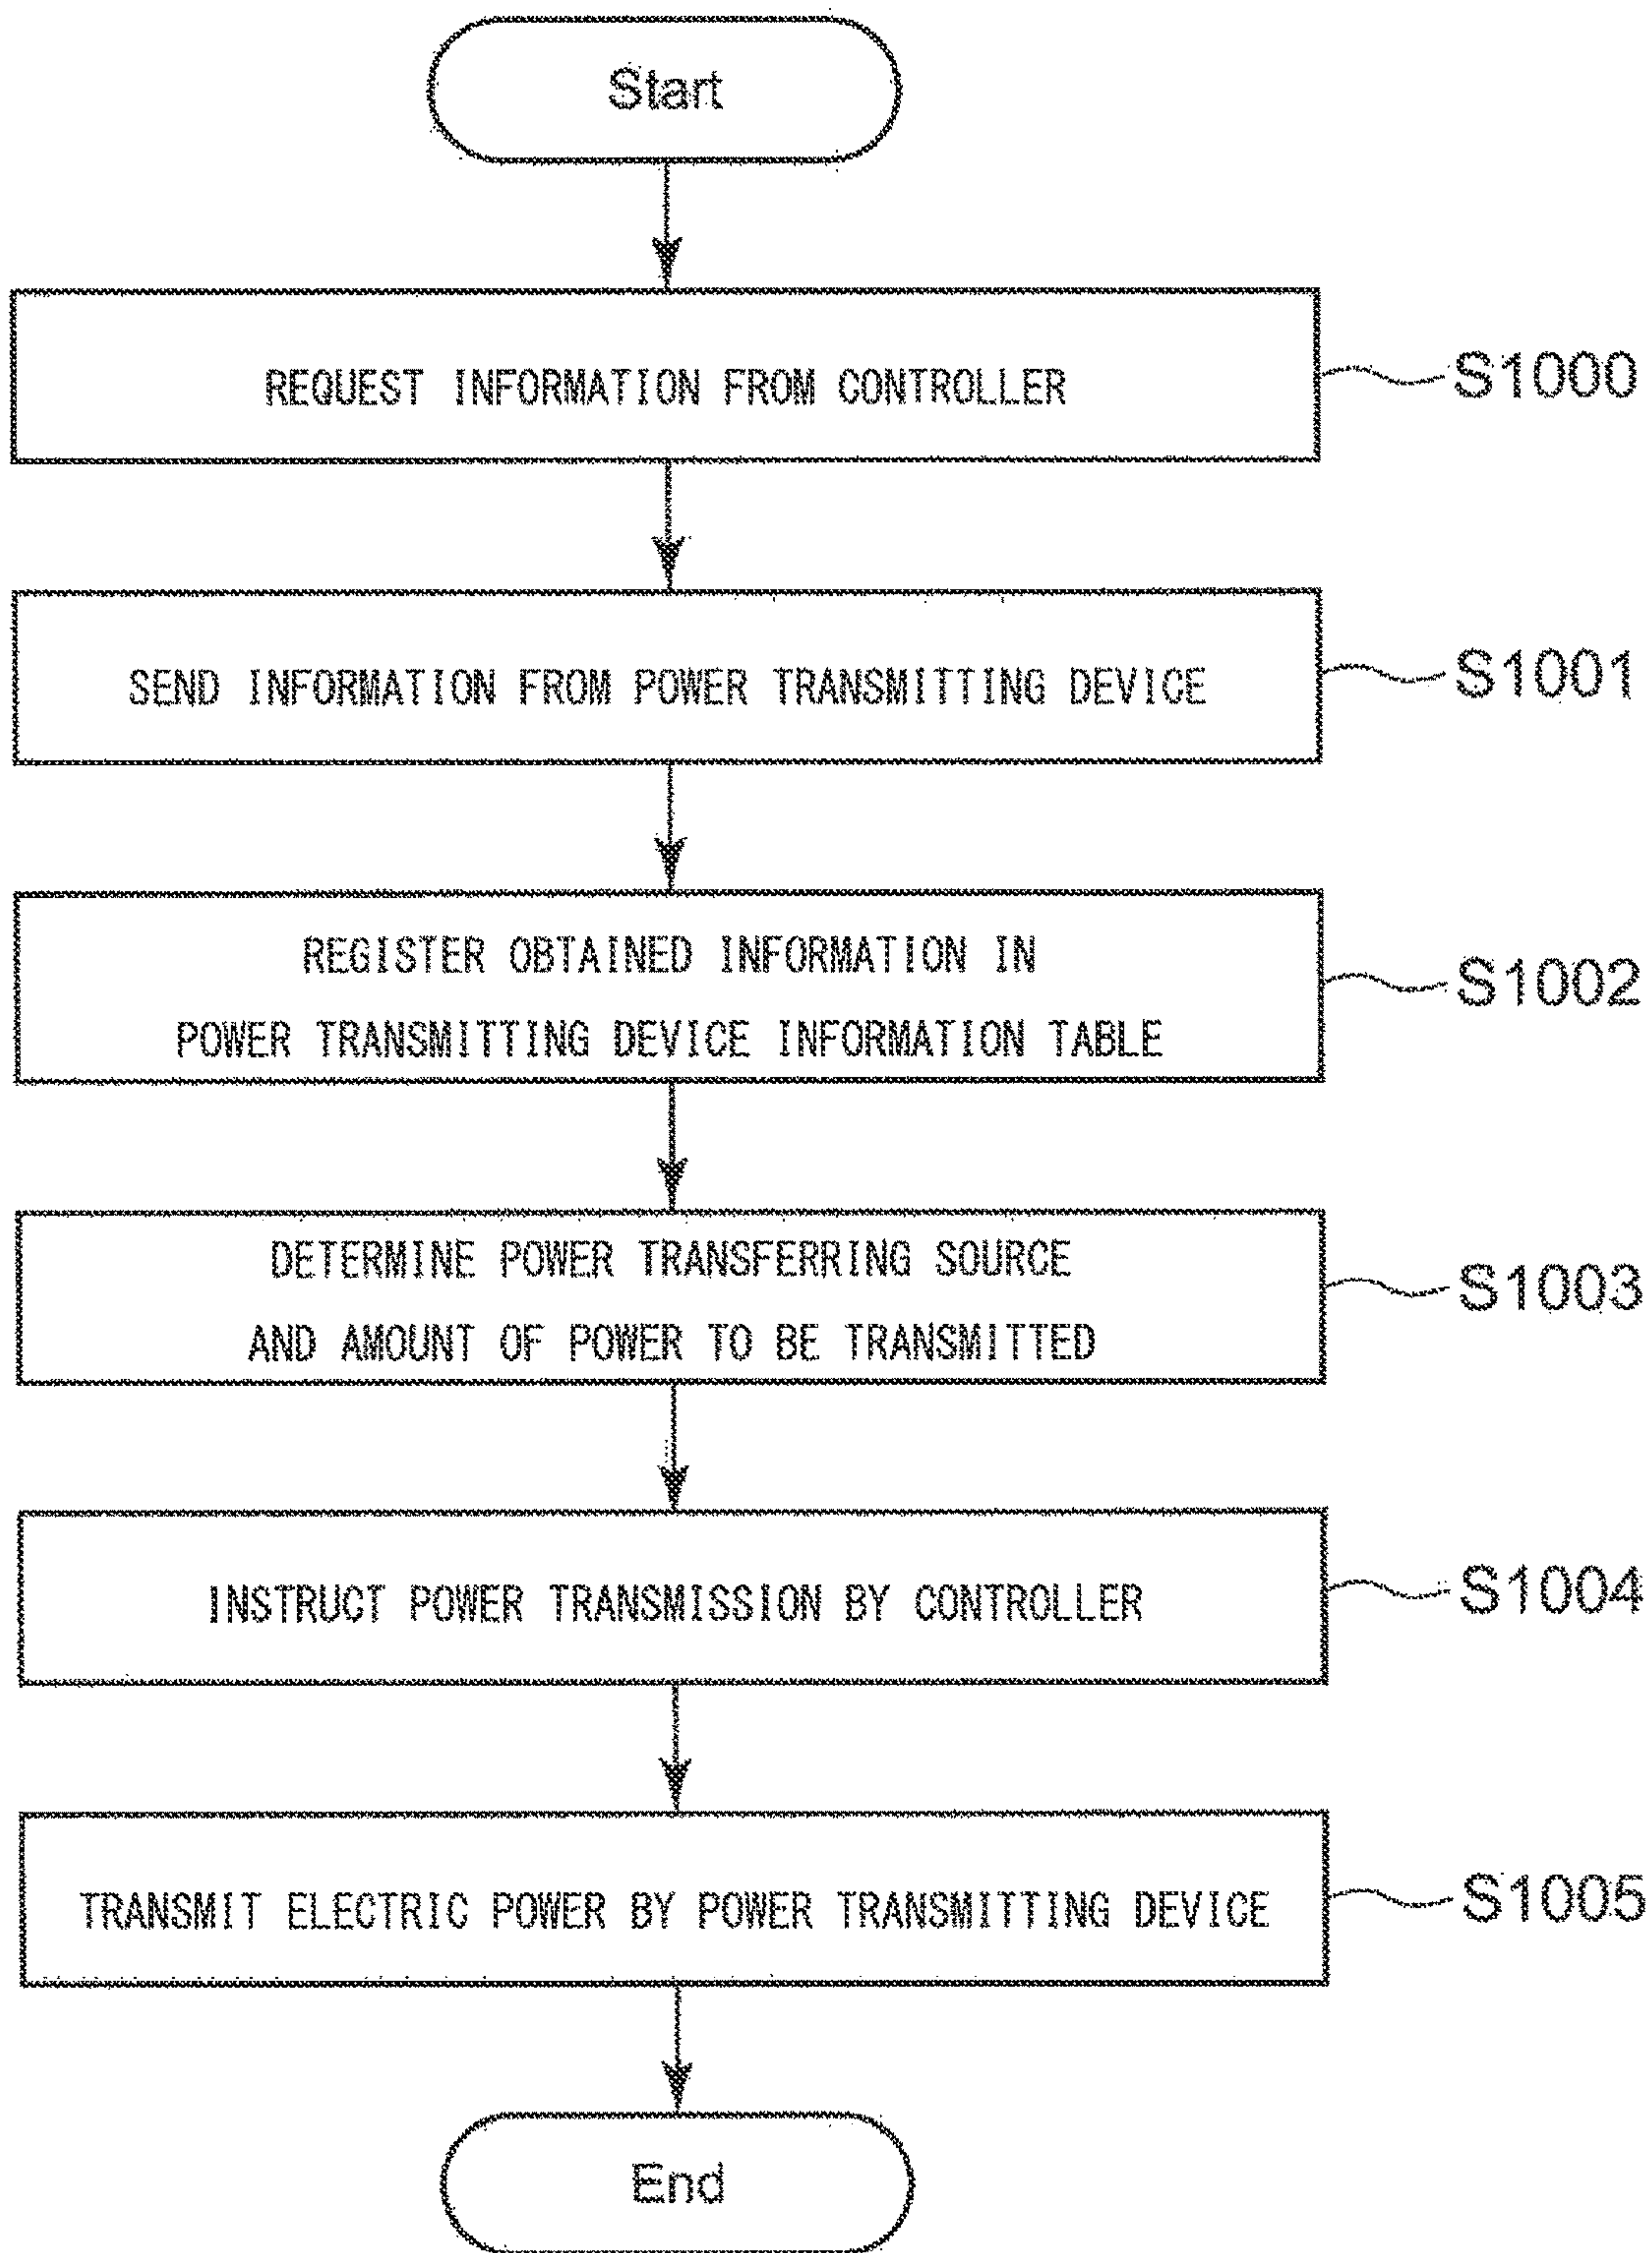 Start
REQUEST INFORMATION FROM CONTROLLER
S1000
SEND INFORMATION FROM POWER TRANSMITTING DEVICE
S1001
REGISTER OBTAINED INFORMATION IN
POWER TRANSMITTING DEVICE INFORMATION TABLE
S1002
DETERMINE POWER TRANSFERRING SOURCE
AND AMOUNT OF POWER TO BE TRANSMITTED
S1003
INSTRUCT POWER TRANSMISSION BY CONTROLLER
S1004
TRANSMIT ELECTRIC POWER BY POWER TRANSMITTING DEVICE
S1005
End